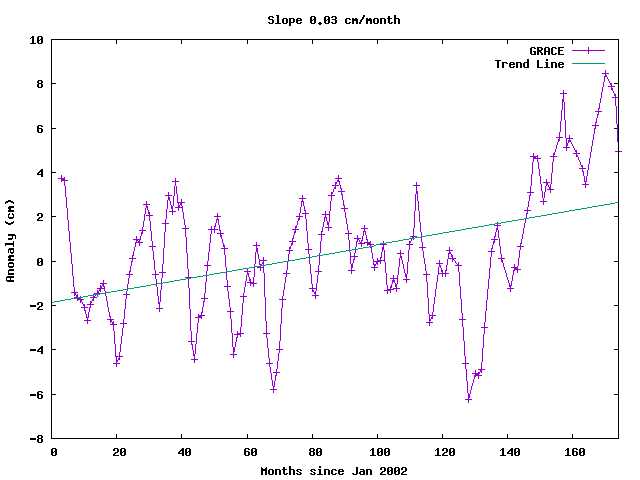 Slope 0.03 cm/month
10
8
6
4
2
0
-2
-4
-6
-8
Anomaly (cm)
GRACE
Trend Line
0 20 40 60 80 100 120 140 160
Months since Jan 2002